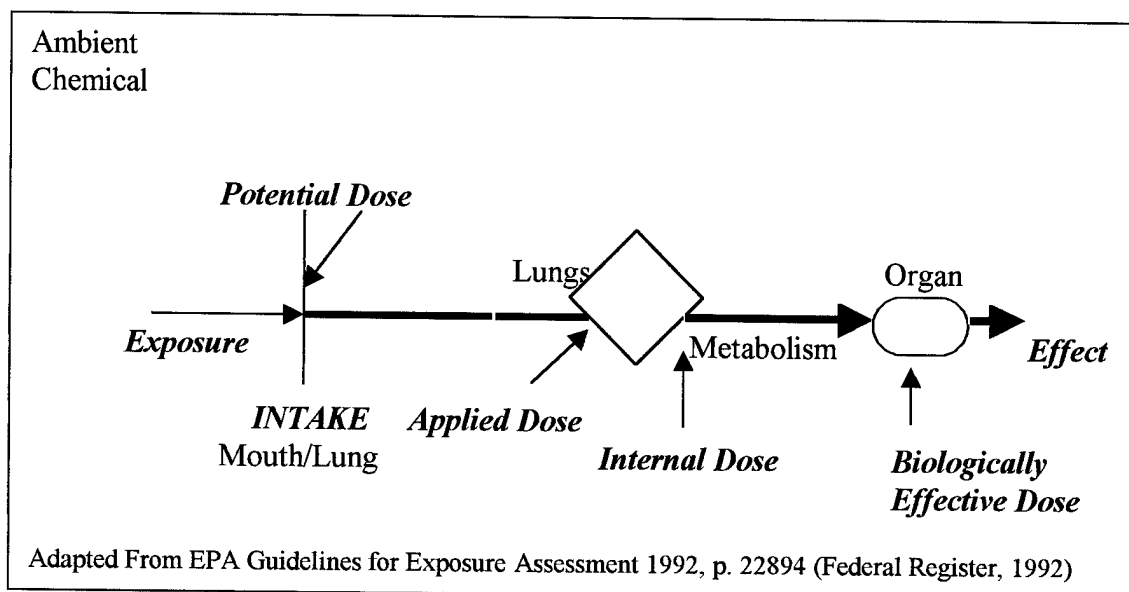 Ambient
Chemical
Potential Dose
Lungs
Organ
Exposure
Metabolism
Effect
INTAKE
Mouth/Lung
Applied Dose
Internal Dose
Biologically
Effective Dose
Adapted From EPA Guidelines for Exposure Assessment 1992, p. 22894 (Federal Register, 1992)